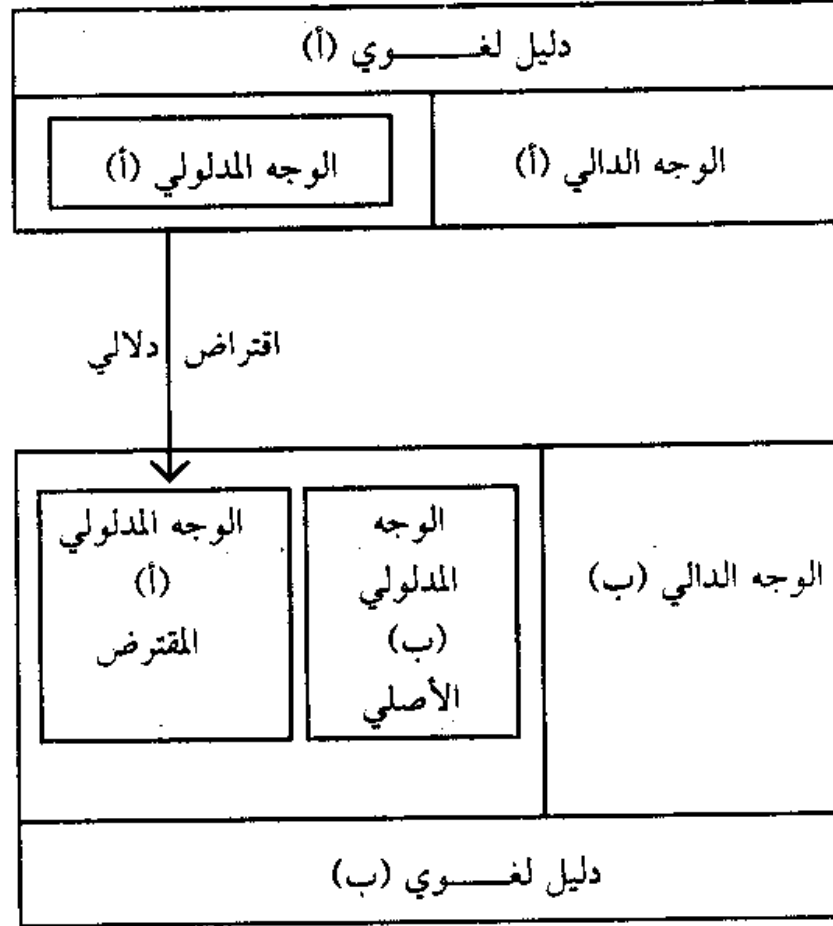 دليل لغـــــوي (أ)
الوجه الدالي (أ)
الوجه المدلولي (أ)
اقتراض دلالي
الوجه الدالي (ب)
الوجه
المدلولي
(ب)
الأصلي
الوجه المدلولي
(أ)
المقترض
دليل لغـــــوي (ب)